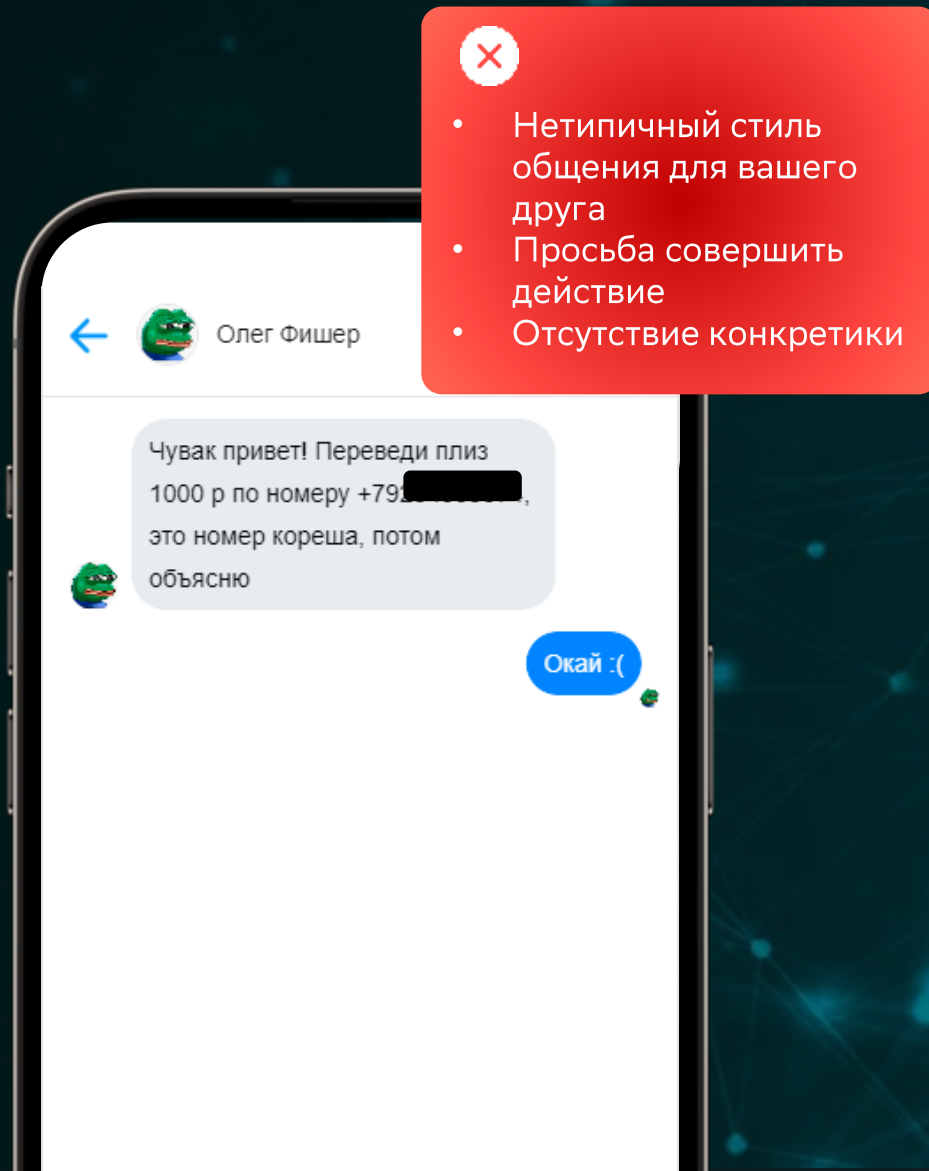 • Нетипичный стиль
общения для вашего
друга
• Просьба совершить
действие
• Отсутствие конкретики
Олег Фишер
Чувак привет! Переведи плиз
1000 р по номеру +792
это номер кореша, потом
объясню
Окай :(